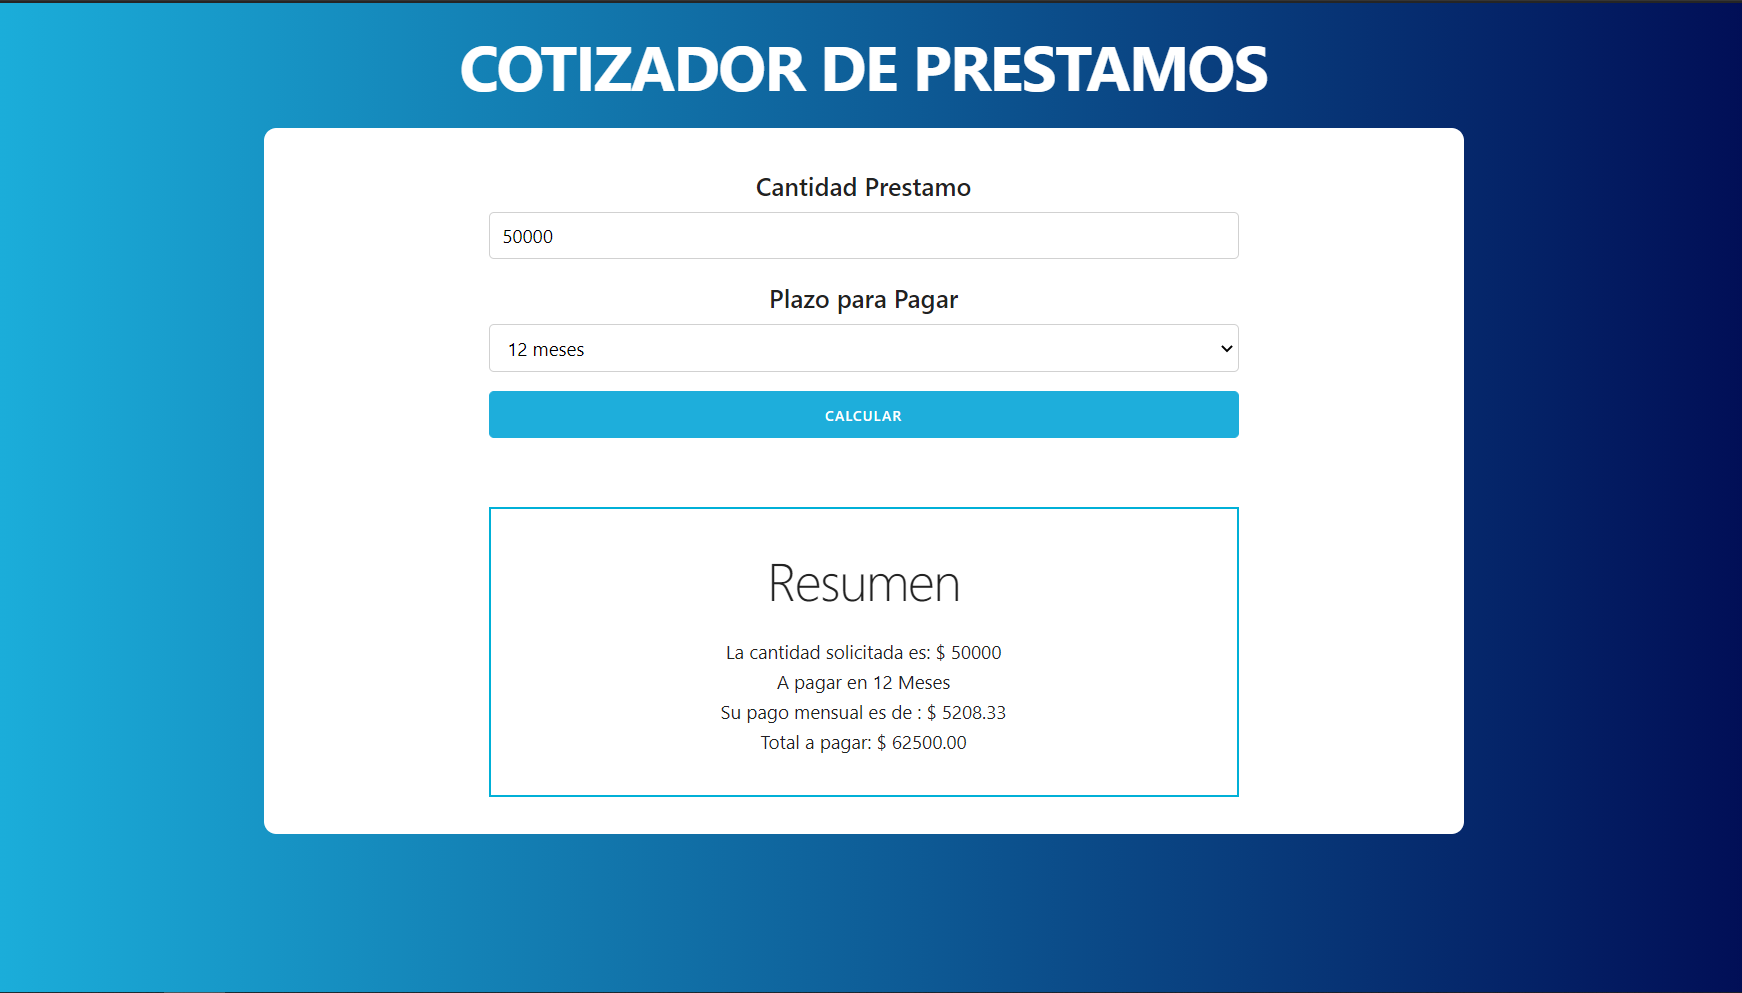 COTIZADOR DE PRESTAMOS
Cantidad Prestamo
50000
Plazo para Pagar
12 meses
CALCULAR
Resumen
La cantidad solicitada es: $ 50000
A pagar en 12 Meses
Su pago mensual es de : $ 5208.33
Total a pagar: $ 62500.00